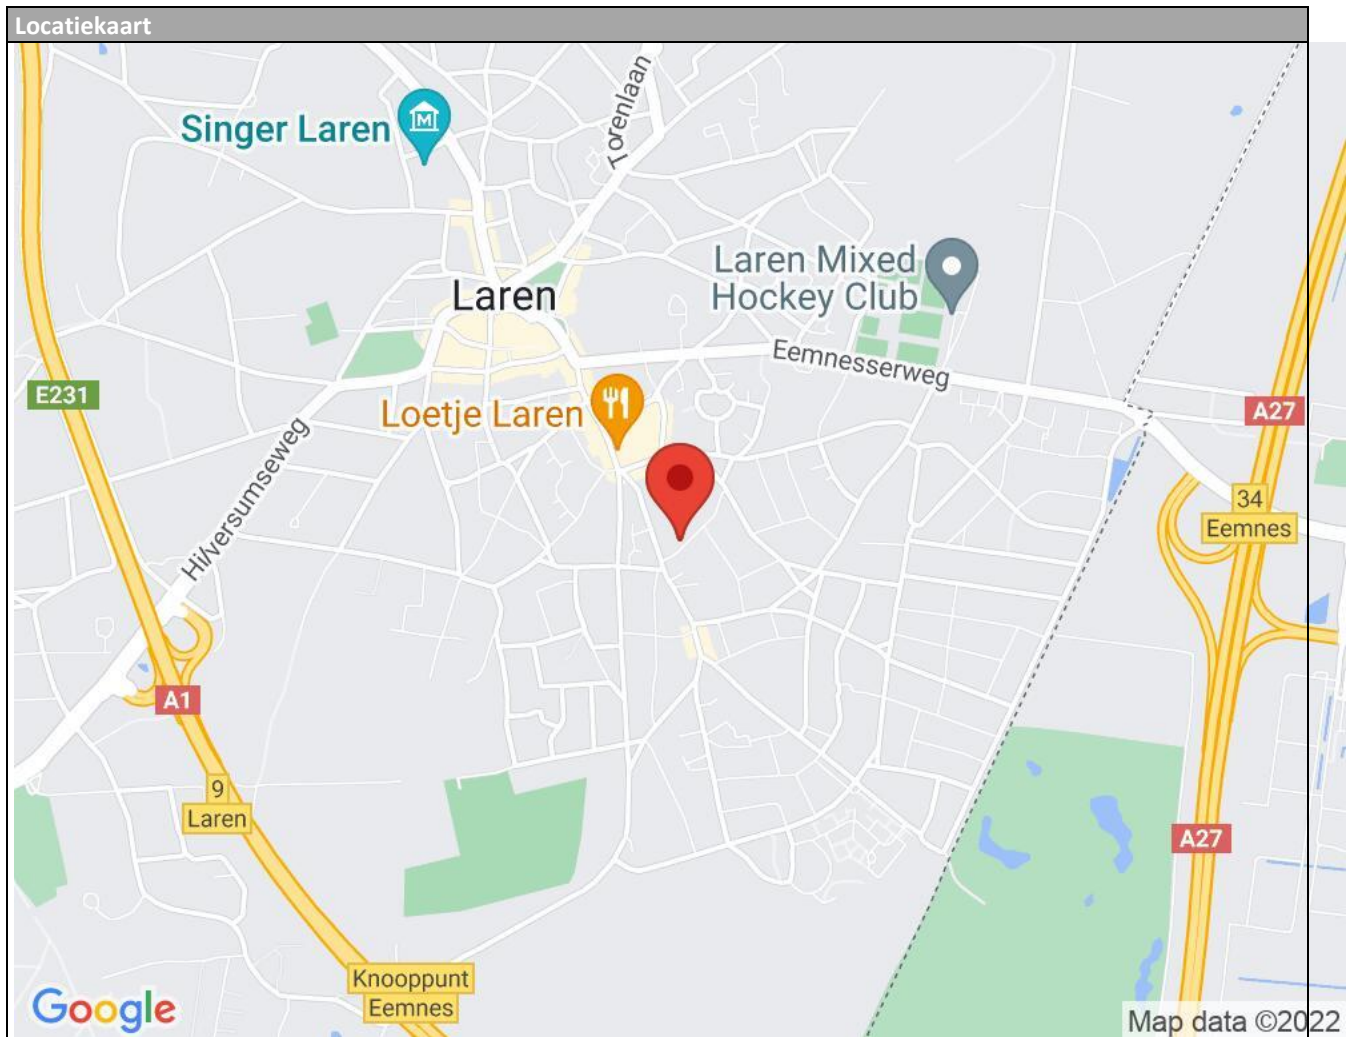 Locatiekaart
Singer Laren
Torenlaan
Laren Mixed
Hockey Club
Laren
Eemnesserweg
E231
Loetje Laren
A27
Hilversumseweg
34
Eemnes
A1
9
Laren
A27
Knooppunt
Eemnes
Google
Map data ©2022